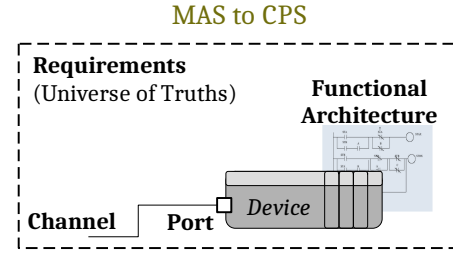 MAS to CPS
Requirements
(Universe of Truths)
Functional
Architecture
Device
Channel
Port